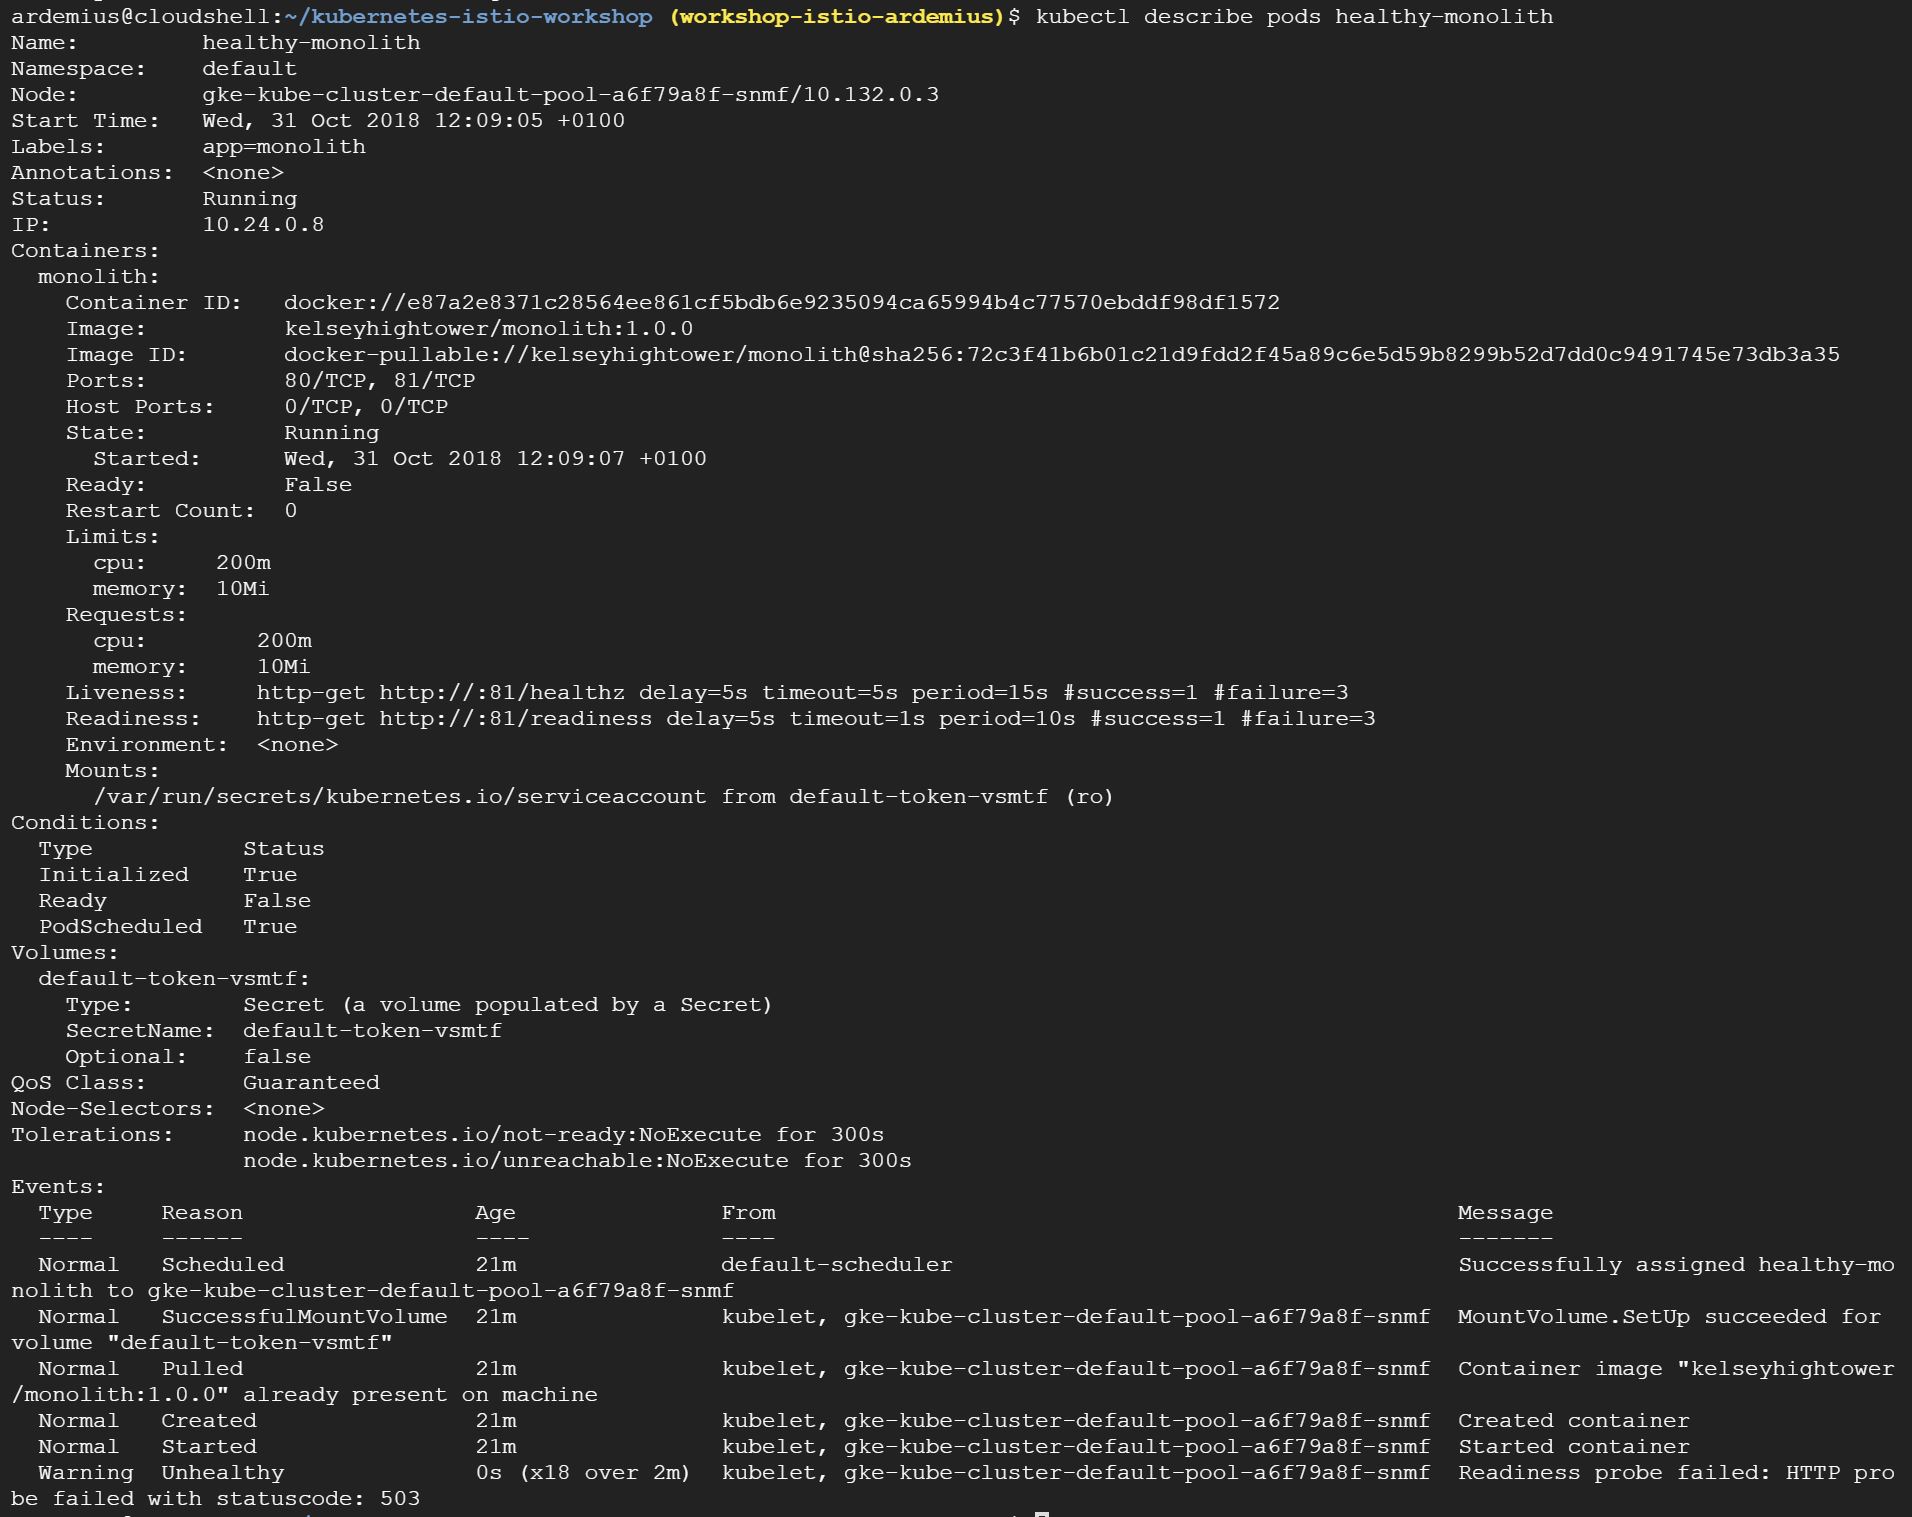 ardemius@cloudshell:~/kubernetes-istio-workshop (workshop-istio-ardemius)$ kubectl describe pods healthy-monolith
Name:         healthy-monolith
Namespace:    default
Node:         gke-kube-cluster-default-pool-a6f79a8f-snmf/10.132.0.3
Start Time:   Wed, 31 Oct 2018 12:09:05 +0100
Labels:       app=monolith
Annotations:  <none>
Status:       Running
IP:           10.24.0.8
Containers:
  monolith:
    Container ID:   docker://e87a2e8371c28564ee861cf5bdb6e9235094ca65994b4c77570ebddf98df1572
    Image:          kelseyhightower/monolith:1.0.0
    Image ID:       docker-pullable://kelseyhightower/monolith@sha256:72c3f41b6b01c21d9fdd2f45a89c6e5d59b8299b52d7dd0c9491745e73db3a35
    Ports:          80/TCP, 81/TCP
    Host Ports:     0/TCP, 0/TCP
    State:          Running
      Started:      Wed, 31 Oct 2018 12:09:07 +0100
    Ready:          False
    Restart Count:  0
    Limits:
      cpu:     200m
      memory:  10Mi
    Requests:
      cpu:        200m
      memory:     10Mi
    Liveness:     http-get http://:81/healthz delay=5s timeout=5s period=15s #success=1 #failure=3
    Readiness:    http-get http://:81/readiness delay=5s timeout=1s period=10s #success=1 #failure=3
    Environment:  <none>
    Mounts:
      /var/run/secrets/kubernetes.io/serviceaccount from default-token-vsmtf (ro)
Conditions:
  Type           Status
  Initialized    True
  Ready          False
  PodScheduled   True
Volumes:
  default-token-vsmtf:
    Type:        Secret (a volume populated by a Secret)
    SecretName:  default-token-vsmtf
    Optional:    false
QoS Class:       Guaranteed
Node-Selectors:  <none>
Tolerations:     node.kubernetes.io/not-ready:NoExecute for 300s
                 node.kubernetes.io/unreachable:NoExecute for 300s
Events:
  Type     Reason                 Age               From                                                  Message
  ----     ------                 ----              ----                                                  -------
  Normal   Scheduled              21m               default-scheduler                                     Successfully assigned healthy-mo
nolith to gke-kube-cluster-default-pool-a6f79a8f-snmf
  Normal   SuccessfulMountVolume  21m               kubelet, gke-kube-cluster-default-pool-a6f79a8f-snmf  MountVolume.SetUp succeeded for
volume "default-token-vsmtf"
  Normal   Pulled                 21m               kubelet, gke-kube-cluster-default-pool-a6f79a8f-snmf  Container image "kelseyhightower
/monolith:1.0.0" already present on machine
  Normal   Created                21m               kubelet, gke-kube-cluster-default-pool-a6f79a8f-snmf  Created container
  Normal   Started                21m               kubelet, gke-kube-cluster-default-pool-a6f79a8f-snmf  Started container
  Warning  Unhealthy              0s (x18 over 2m)  kubelet, gke-kube-cluster-default-pool-a6f79a8f-snmf  Readiness probe failed: HTTP pro
be failed with statuscode: 503